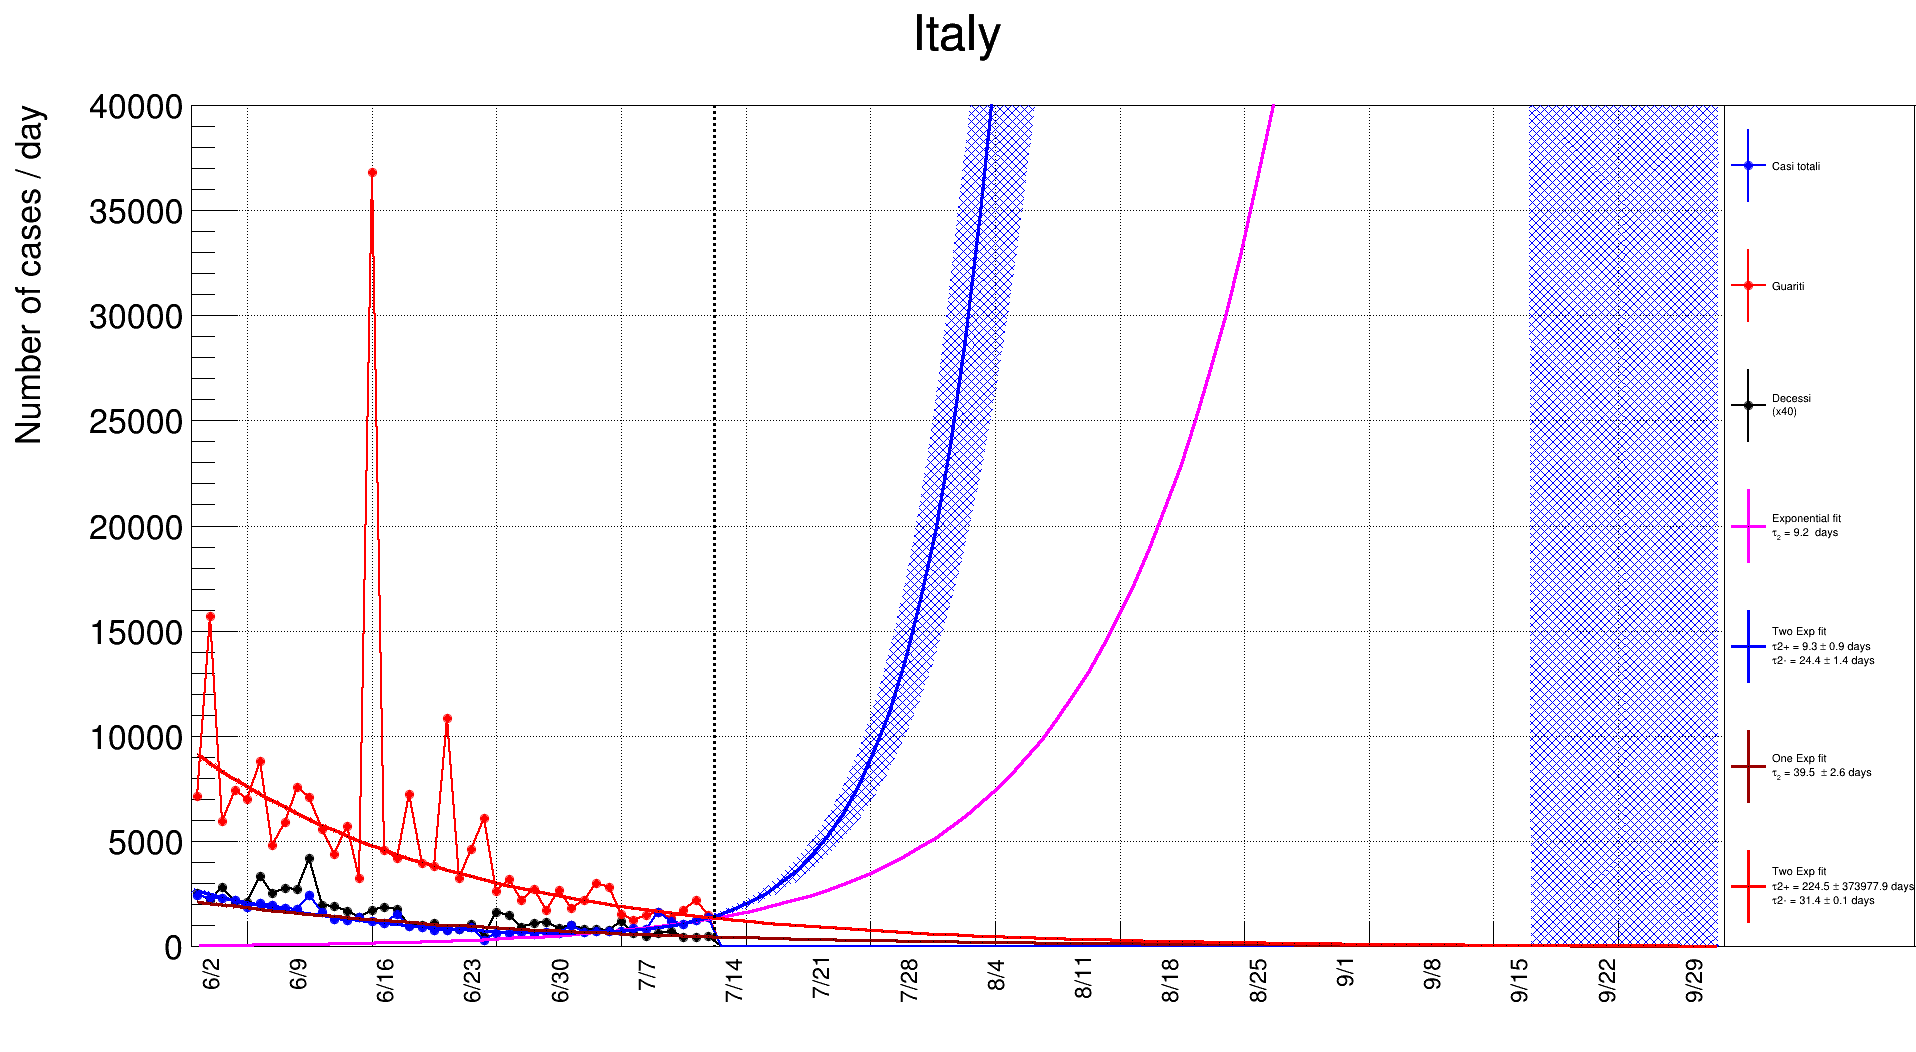 Italy
Number of cases / day
40000
35000
30000
25000
20000
15000
10000
5000
0
6/2
6/9
6/16
6/23
6/30
7/7
7/14
7/21
7/28
8/4
8/11
8/18
8/25
9/1
9/8
9/15
9/22
9/29
Casi totali
Guariti
Decessi
(x40)
Exponential fit
τ₂ = 9.2 days
Two Exp fit
τ2+ = 9.3 ± 0.9 days
τ2- = 24.4 ± 1.4 days
One Exp fit
τ₂ = 39.5 ± 2.6 days
Two Exp fit
τ2+ = 224.5 ± 373977.9 days
τ2- = 31.4 ± 0.1 days